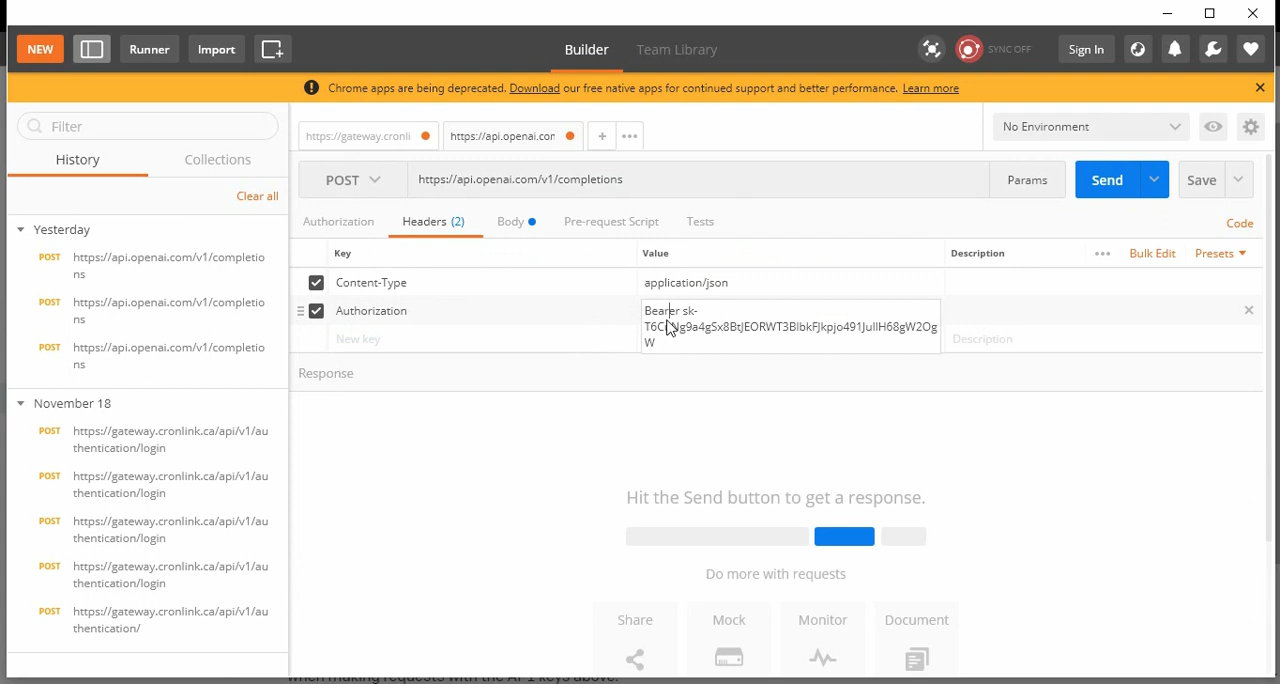 NEW
Runner
Import
Builder
Team Library
SYNC OFF
Sign In
Chrome apps are being deprecated. Download our free native apps for continued support and better performance. Learn more
Filter
History
Collections
Clear all
Yesterday
POST https://api.openai.com/v1/completio
ns
POST https://api.openai.com/v1/completio
ns
POST https://api.openai.com/v1/completio
ns
November 18
POST https://gateway.cronlink.ca/api/v1/au
thentication/login
POST https://gateway.cronlink.ca/api/v1/au
thentication/login
POST https://gateway.cronlink.ca/api/v1/au
thentication/login
POST https://gateway.cronlink.ca/api/v1/au
thentication/login
POST https://gateway.cronlink.ca/api/v1/au
thentication/
https://gateway.cronli
https://api.openai.con
No Environment
POST
https://api.openai.com/v1/completions
Params
Send
Save
Authorization
Headers (2)
Body
Pre-request Script
Tests
Code
Key
Value
Description
Bulk Edit
Presets
Content-Type
application/json
Authorization
Bearer sk-
W
New key
Description
Response
Hit the Send button to get a response.
Do more with requests
Share
Mock
Monitor
Document
when making requests with the API keys above.